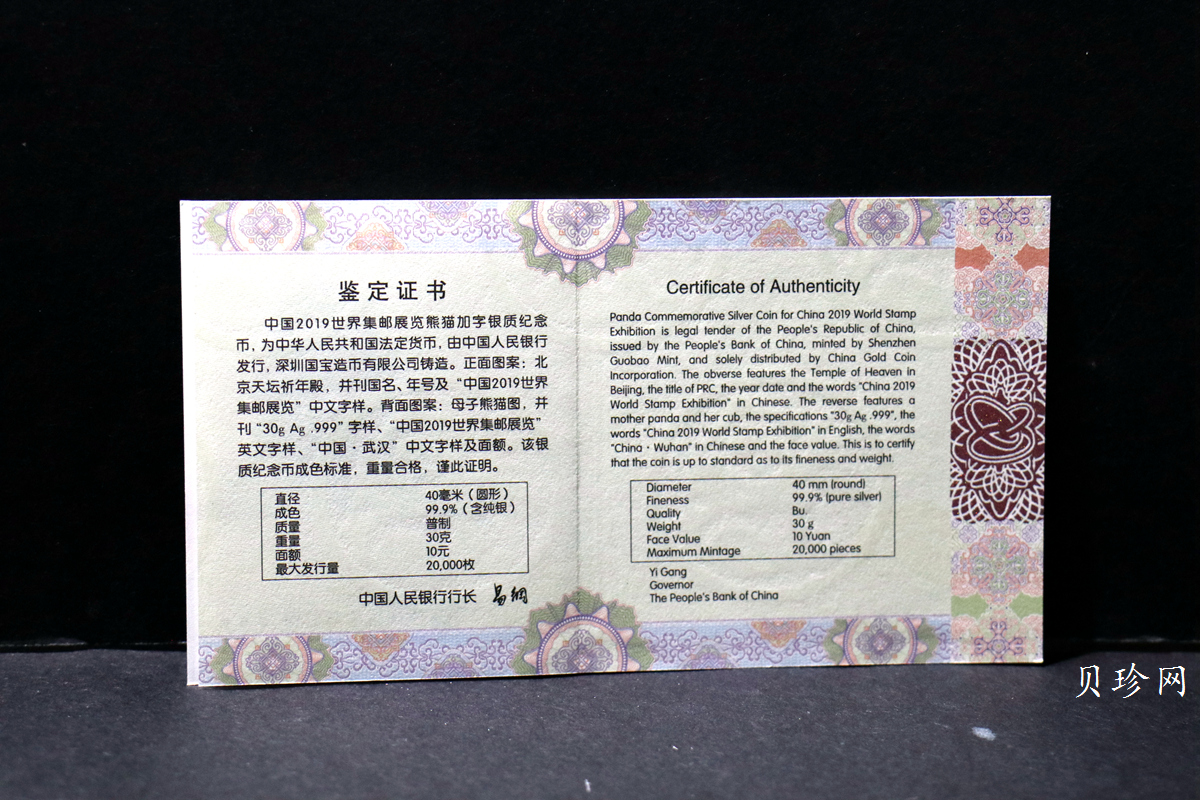 鉴定证书
中国2019世界集邮展览熊猫加字银质纪念
币，为中华人民共和国法定货币，由中国人民银行
发行，深圳国宝造币有限公司铸造。正面图案：北
京天坛祈年殿，并刊国名、年号及“中国2019世界
集邮展览”中文字样。背面图案：母子熊猫图，并
刊“30g Ag .999”字样、“中国2019世界集邮展览”
英文字样、“中国·武汉”中文字样及面额。该银
质纪念币成色标准，重量合格，谨此证明。
直径 40毫米（圆形）
成色 99.9%（含纯银）
质量 普制
重量 30克
面额 10元
最大发行量 20,000枚
中国人民银行行长 易纲
Certificate of Authenticity
Panda Commemorative Silver Coin for China 2019 World Stamp
Exhibition is legal tender of the People's Republic of China,
issued by the People's Bank of China, minted by Shenzhen
Guobao Mint, and solely distributed by China Gold Coin
Incorporation. The obverse features the Temple of Heaven in
Beijing, the title of PRC, the year date and the words "China 2019
World Stamp Exhibition" in Chinese. The reverse features a
mother panda and her cub, the specifications "30g Ag .999", the
words "China 2019 World Stamp Exhibition" in English, the words
"China · Wuhan" in Chinese and the face value. This is to certify
that the coin is up to standard as to its fineness and weight.
Diameter 40 mm (round)
Fineness 99.9% (pure silver)
Quality Bu.
Weight 30 g
Face Value 10 Yuan
Maximum Mintage 20,000 pieces
Yi Gang
Governor
The People's Bank of China
贝珍网